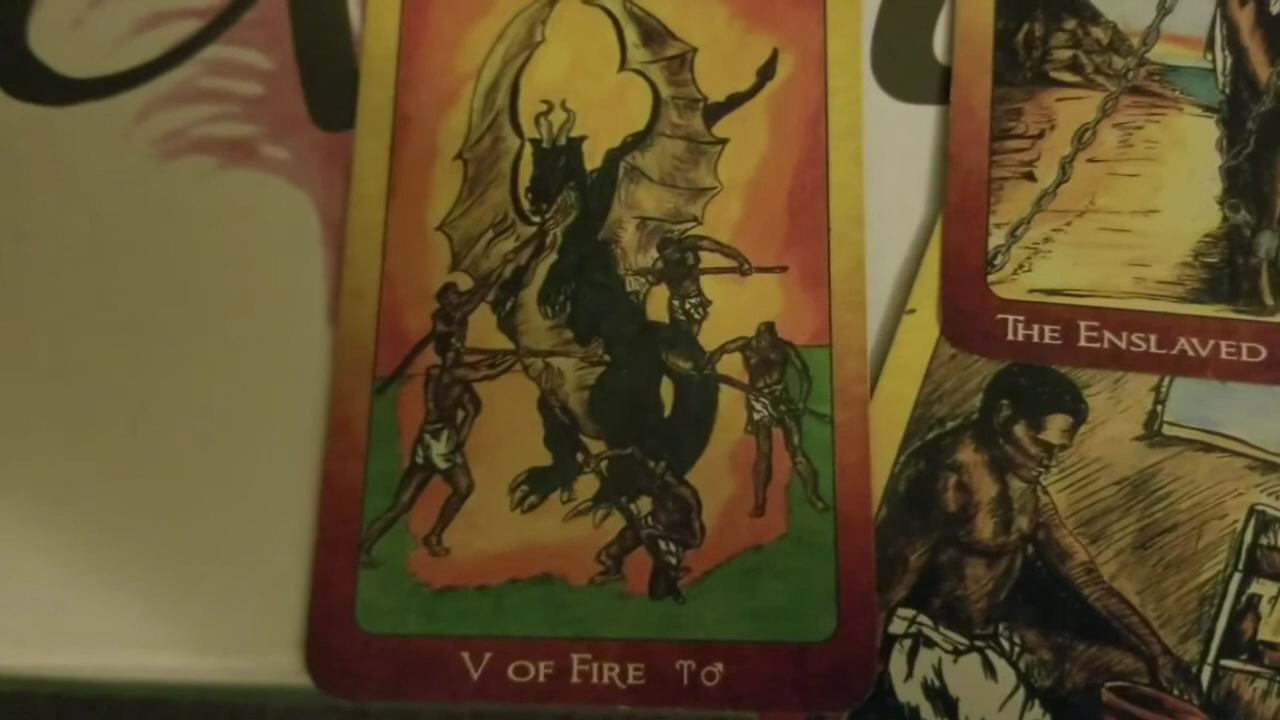 V OF FIRE ♈♂
THE ENSLAVED